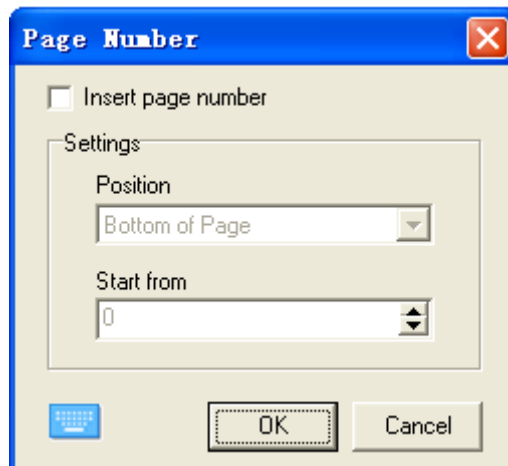 Page Number
Insert page number
Settings
Position
Bottom of Page
Start from
0
OK
Cancel